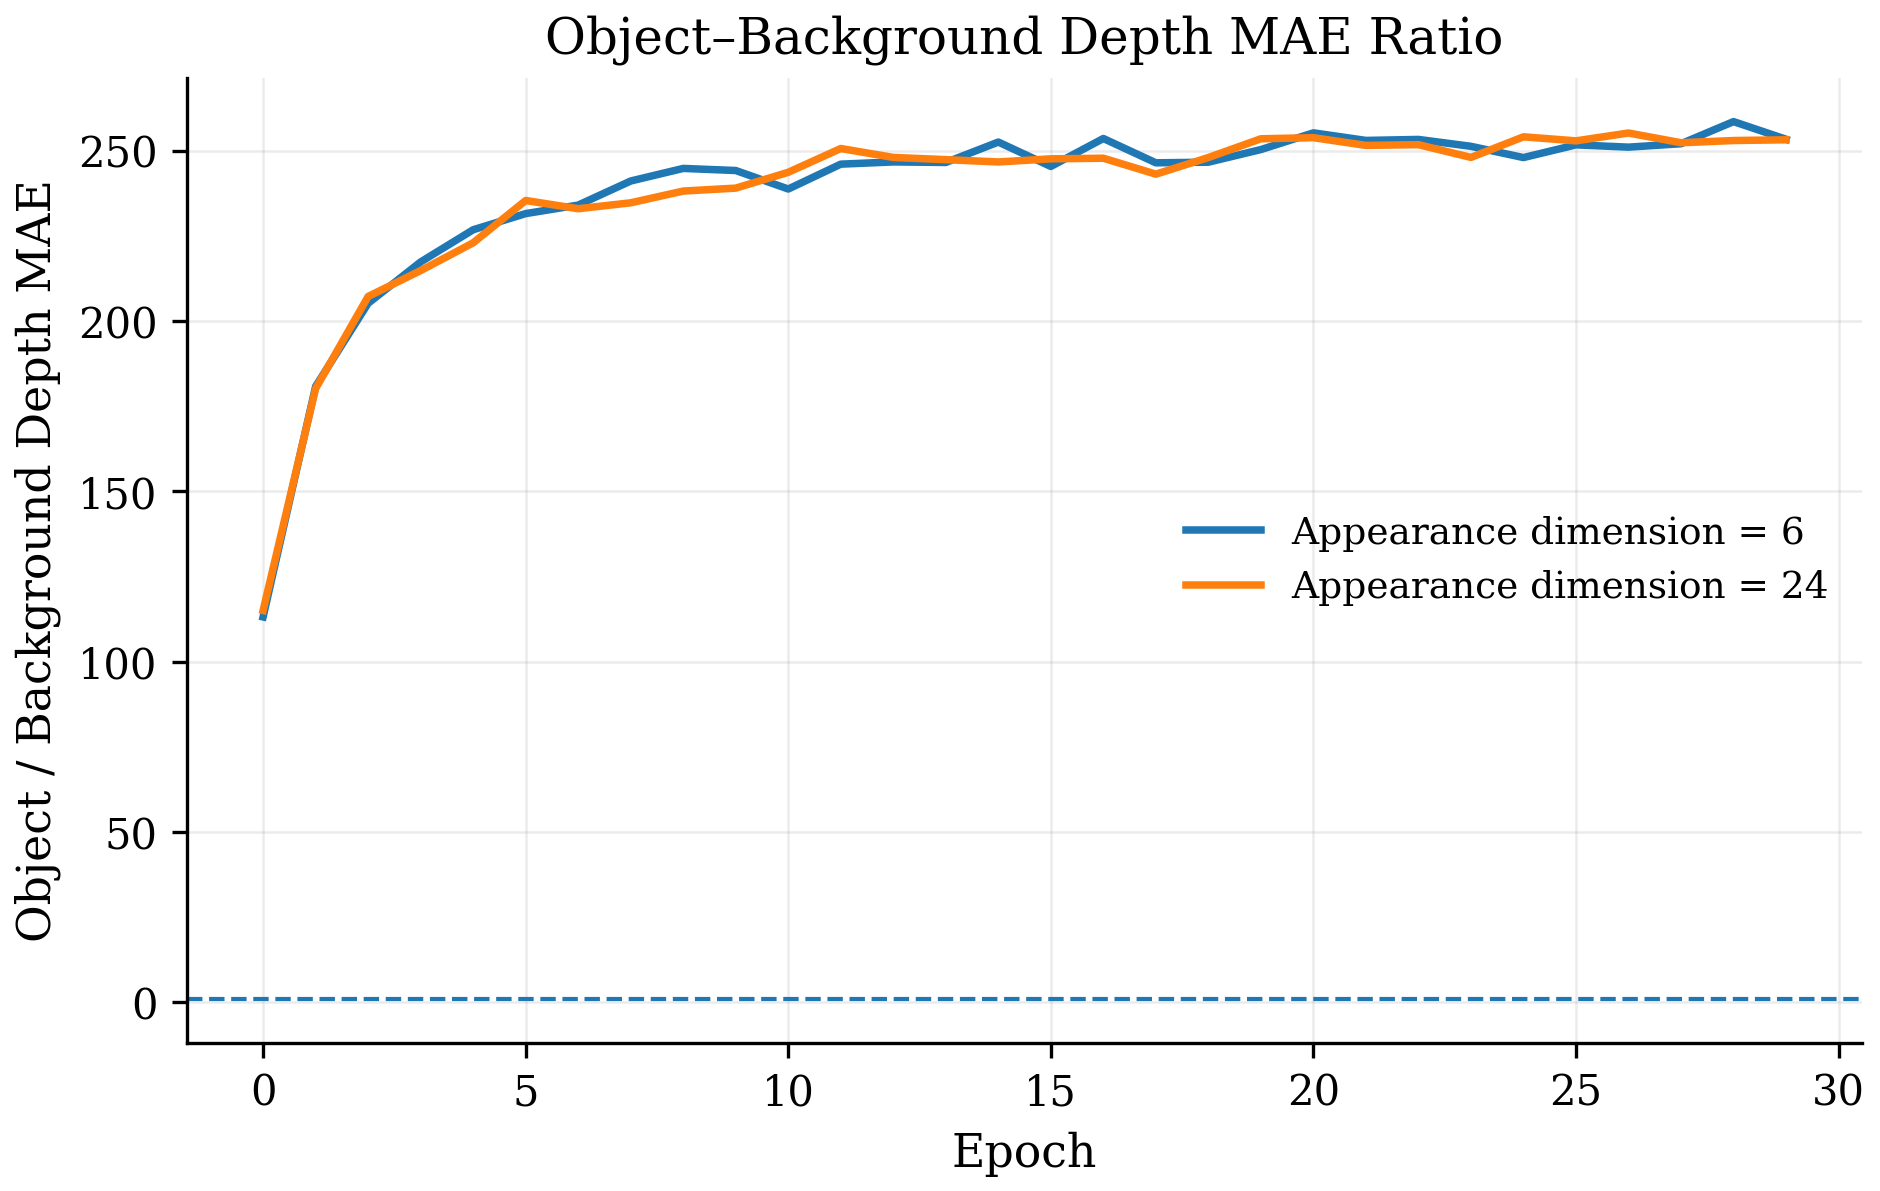 Object–Background Depth MAE Ratio
Object / Background Depth MAE
250
200
150
100
50
0
Appearance dimension = 6
Appearance dimension = 24
0 5 10 15 20 25 30
Epoch